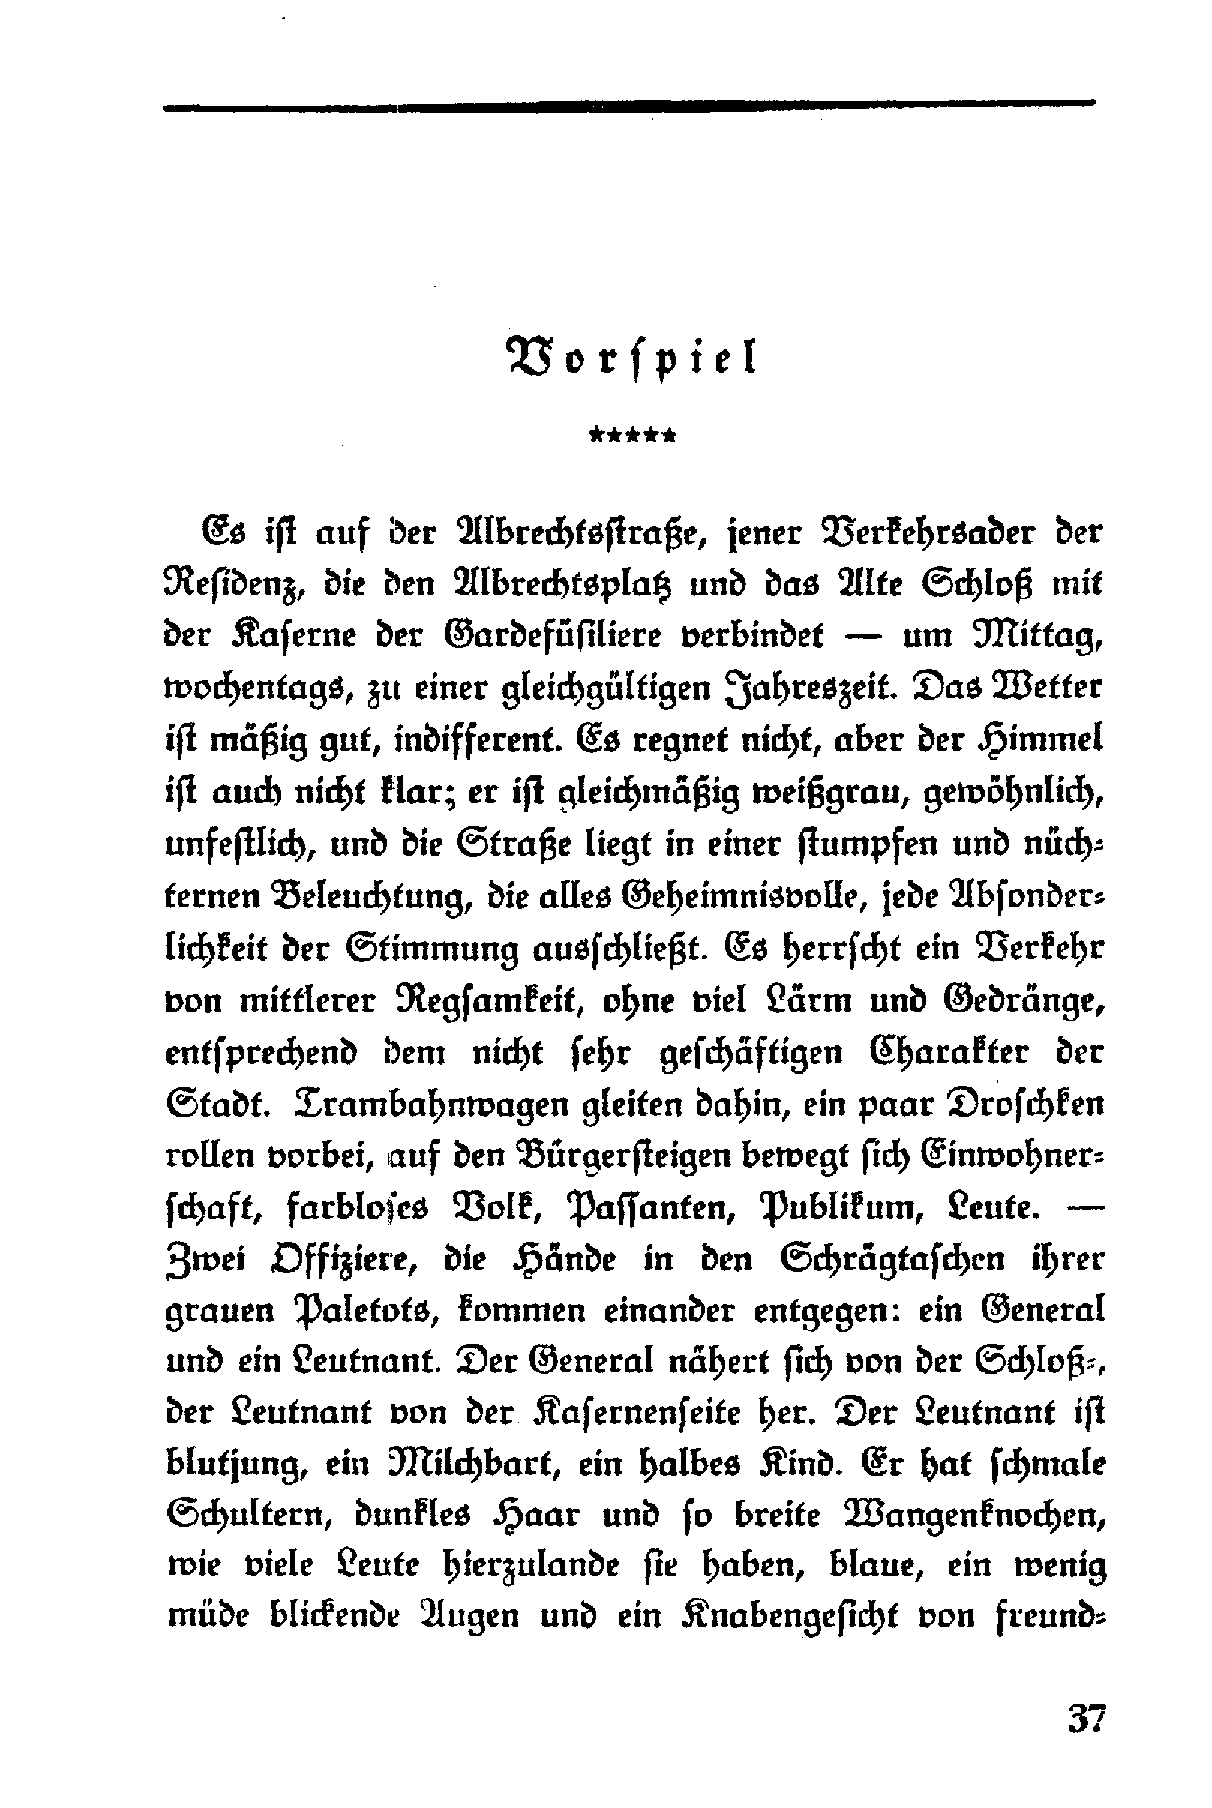 Vorspiel
*****
Es ist auf der Albrechtsstraße, jener Verkehrsader der
Residenz, die den Albrechtsplatz und das Alte Schloß mit
der Kaserne der Gardefüsiliere verbindet — um Mittag,
wochentags, zu einer gleichgültigen Jahreszeit. Das Wetter
ist mäßig gut, indifferent. Es regnet nicht, aber der Himmel
ist auch nicht klar; er ist gleichmäßig weißgrau, gewöhnlich,
unfestlich, und die Straße liegt in einer stumpfen und nüch-
ternen Beleuchtung, die alles Geheimnisvolle, jede Absonder-
lichkeit der Stimmung ausschließt. Es herrscht ein Verkehr
von mittlerer Regsamkeit, ohne viel Lärm und Gedränge,
entsprechend dem nicht sehr geschäftigen Charakter der
Stadt. Trambahnwagen gleiten dahin, ein paar Droschken
rollen vorbei, auf den Bürgersteigen bewegt sich Einwohner-
schaft, farbloses Volk, Passanten, Publikum, Leute. —
Zwei Offiziere, die Hände in den Schrägtaschen ihrer
grauen Paletots, kommen einander entgegen: ein General
und ein Leutnant. Der General nähert sich von der Schloß-,
der Leutnant von der Kasernenseite her. Der Leutnant ist
blutjung, ein Milchbart, ein halbes Kind. Er hat schmale
Schultern, dunkles Haar und so breite Wangenknochen,
wie viele Leute hierzulande sie haben, blaue, ein wenig
müde blickende Augen und ein Knabengesicht von freund-
37